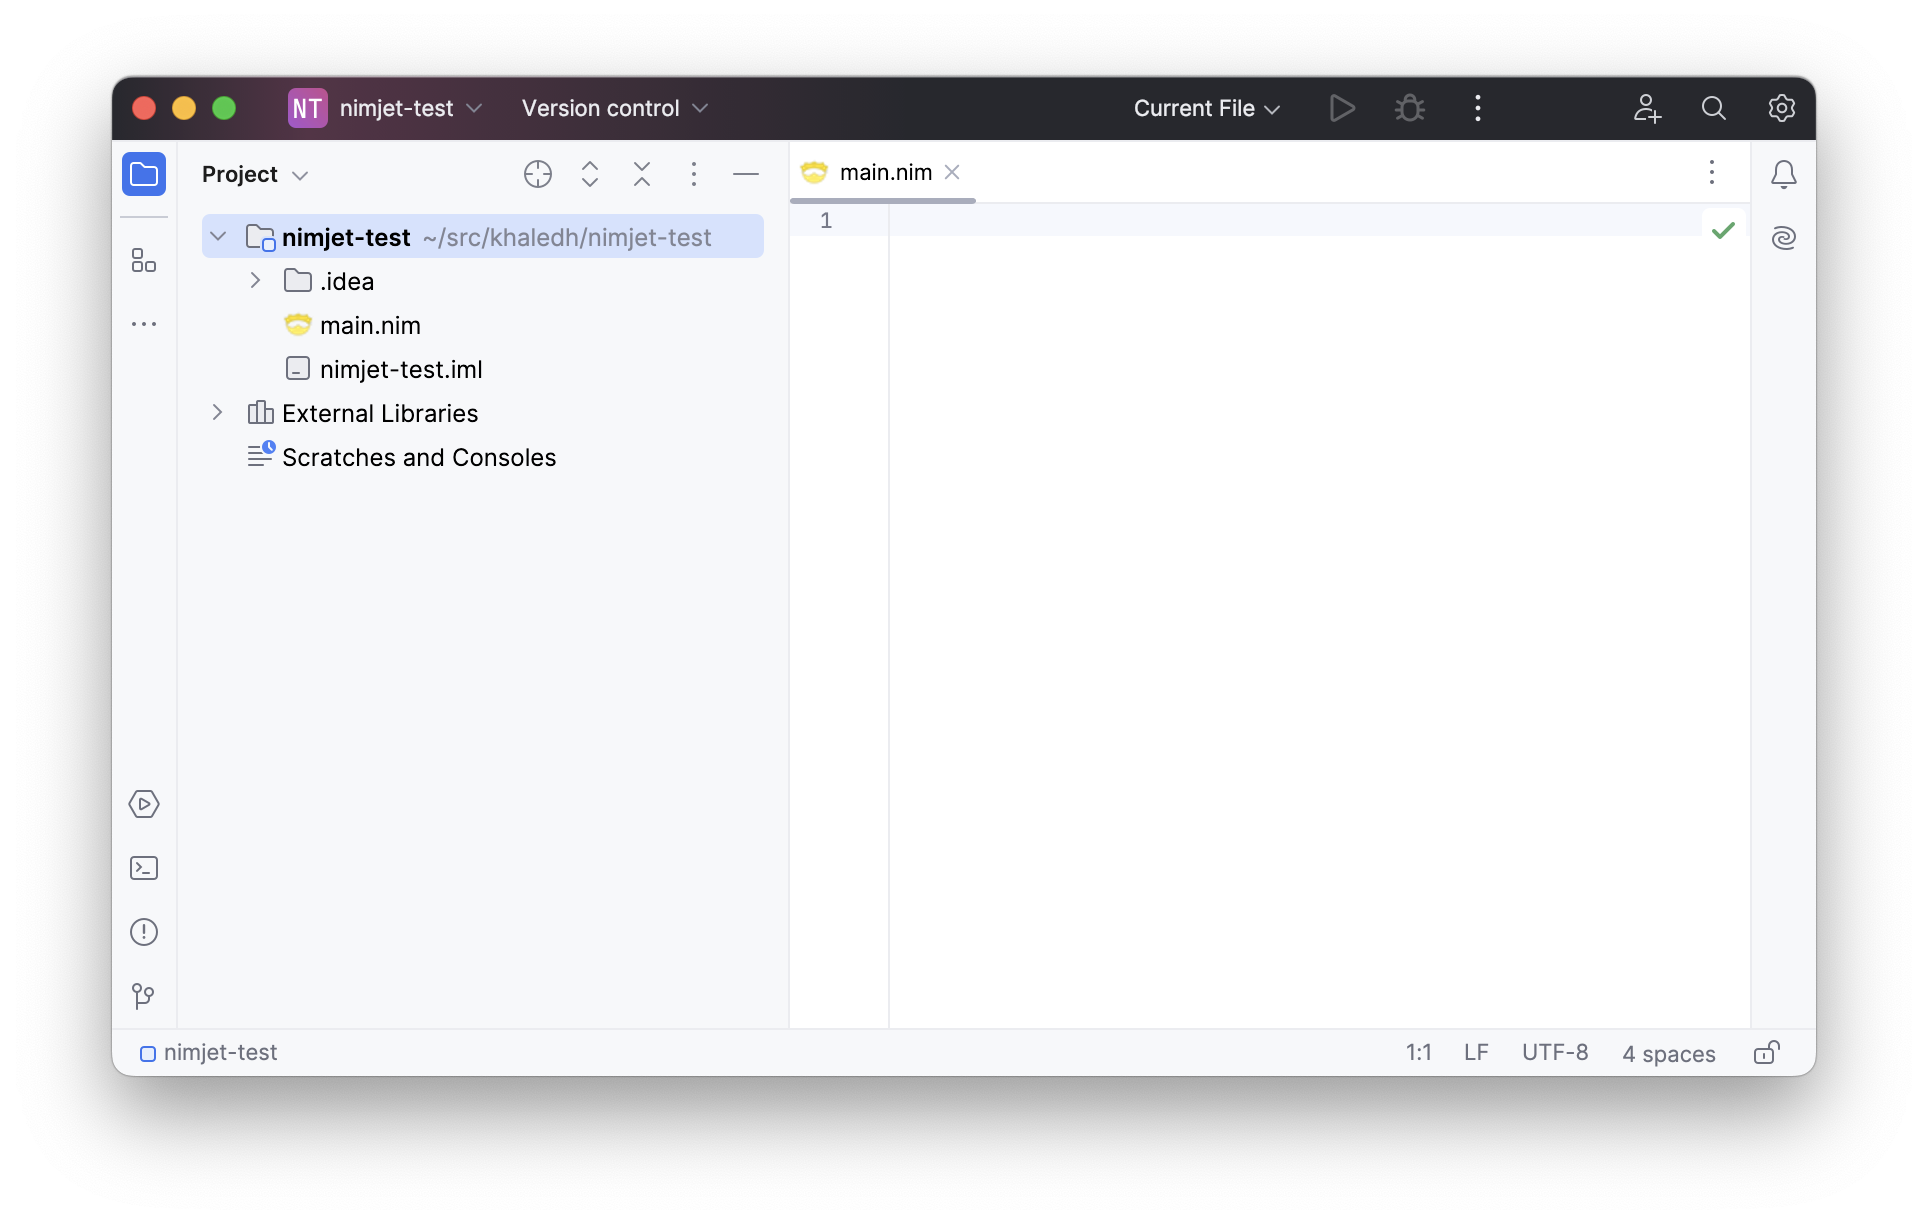 NT nimjet-test Version control Current File
Project
main.nim
nimjet-test ~/src/khaledh/nimjet-test
.idea
main.nim
nimjet-test.iml
External Libraries
Scratches and Consoles
1
nimjet-test 1:1 LF UTF-8 4 spaces